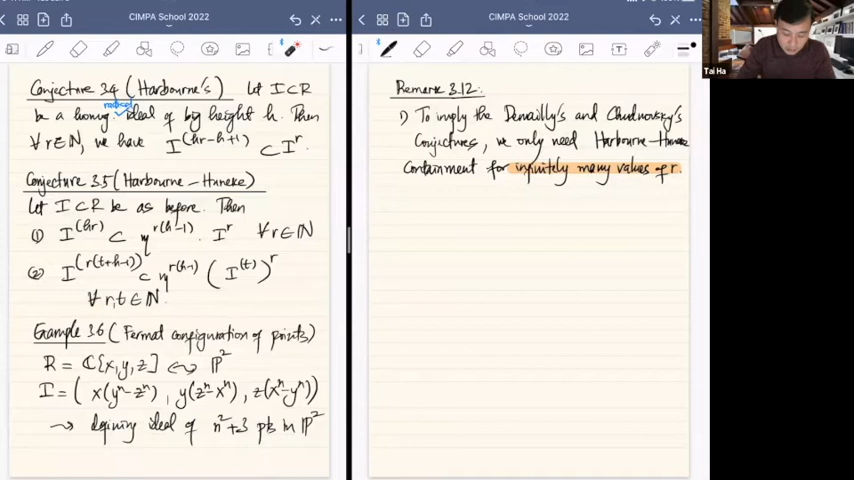 CIMPA School 2022
Conjecture 3.4 (Harbourne's) Let I ⊂ R
radical
be a homog. ideal of big height h. Then
∀ r ∈ ℕ, we have I^(hr-h+1) ⊂ I^r.
Conjecture 3.5 (Harbourne - Huneke)
Let I ⊂ R be as before. Then
① I^(hr) ⊂ m^{r(h-1)} · I^r ∀ r ∈ ℕ
② I^(r(t+h-1)) ⊂ m^{r(h-1)} (I^(t))^r
∀ r,t ∈ ℕ.
Example 3.6 (Fermat configuration of points)
R = ℂ[x,y,z] ↔ ℙ^2
I = ( x(y^n - z^n), y(z^n - x^n), z(x^n - y^n))
⇝ defining ideal of n^2+3 pts in ℙ^2
CIMPA School 2022
Remark 3.12.
1) To imply the Demailly's and Chudnovsky's
Conjectures, we only need Harbourne - Huneke
Containment for infinitely many values of r.
Tai Ha